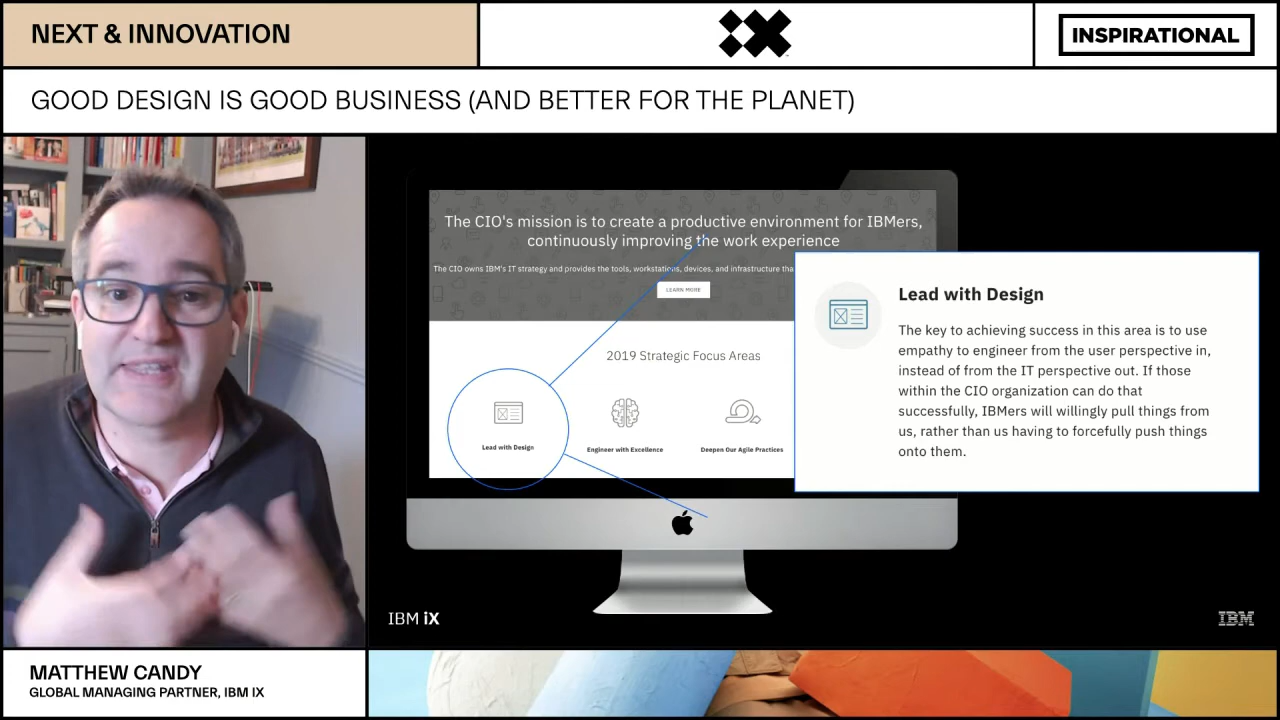 NEXT & INNOVATION
INSPIRATIONAL
GOOD DESIGN IS GOOD BUSINESS (AND BETTER FOR THE PLANET)
The CIO's mission is to create a productive environment for IBMers,
continuously improving the work experience
The CIO owns IBM's IT strategy and provides the tools, workstations, devices, and infrastructure tha
LEARN MORE
2019 Strategic Focus Areas
Lead with Design
Engineer with Excellence
Deepen Our Agile Practices
Lead with Design
The key to achieving success in this area is to use
empathy to engineer from the user perspective in,
instead of from the IT perspective out. If those
within the CIO organization can do that
successfully, IBMers will willingly pull things from
us, rather than us having to forcefully push things
onto them.
IBM iX
IBM
MATTHEW CANDY
GLOBAL MANAGING PARTNER, IBM IX